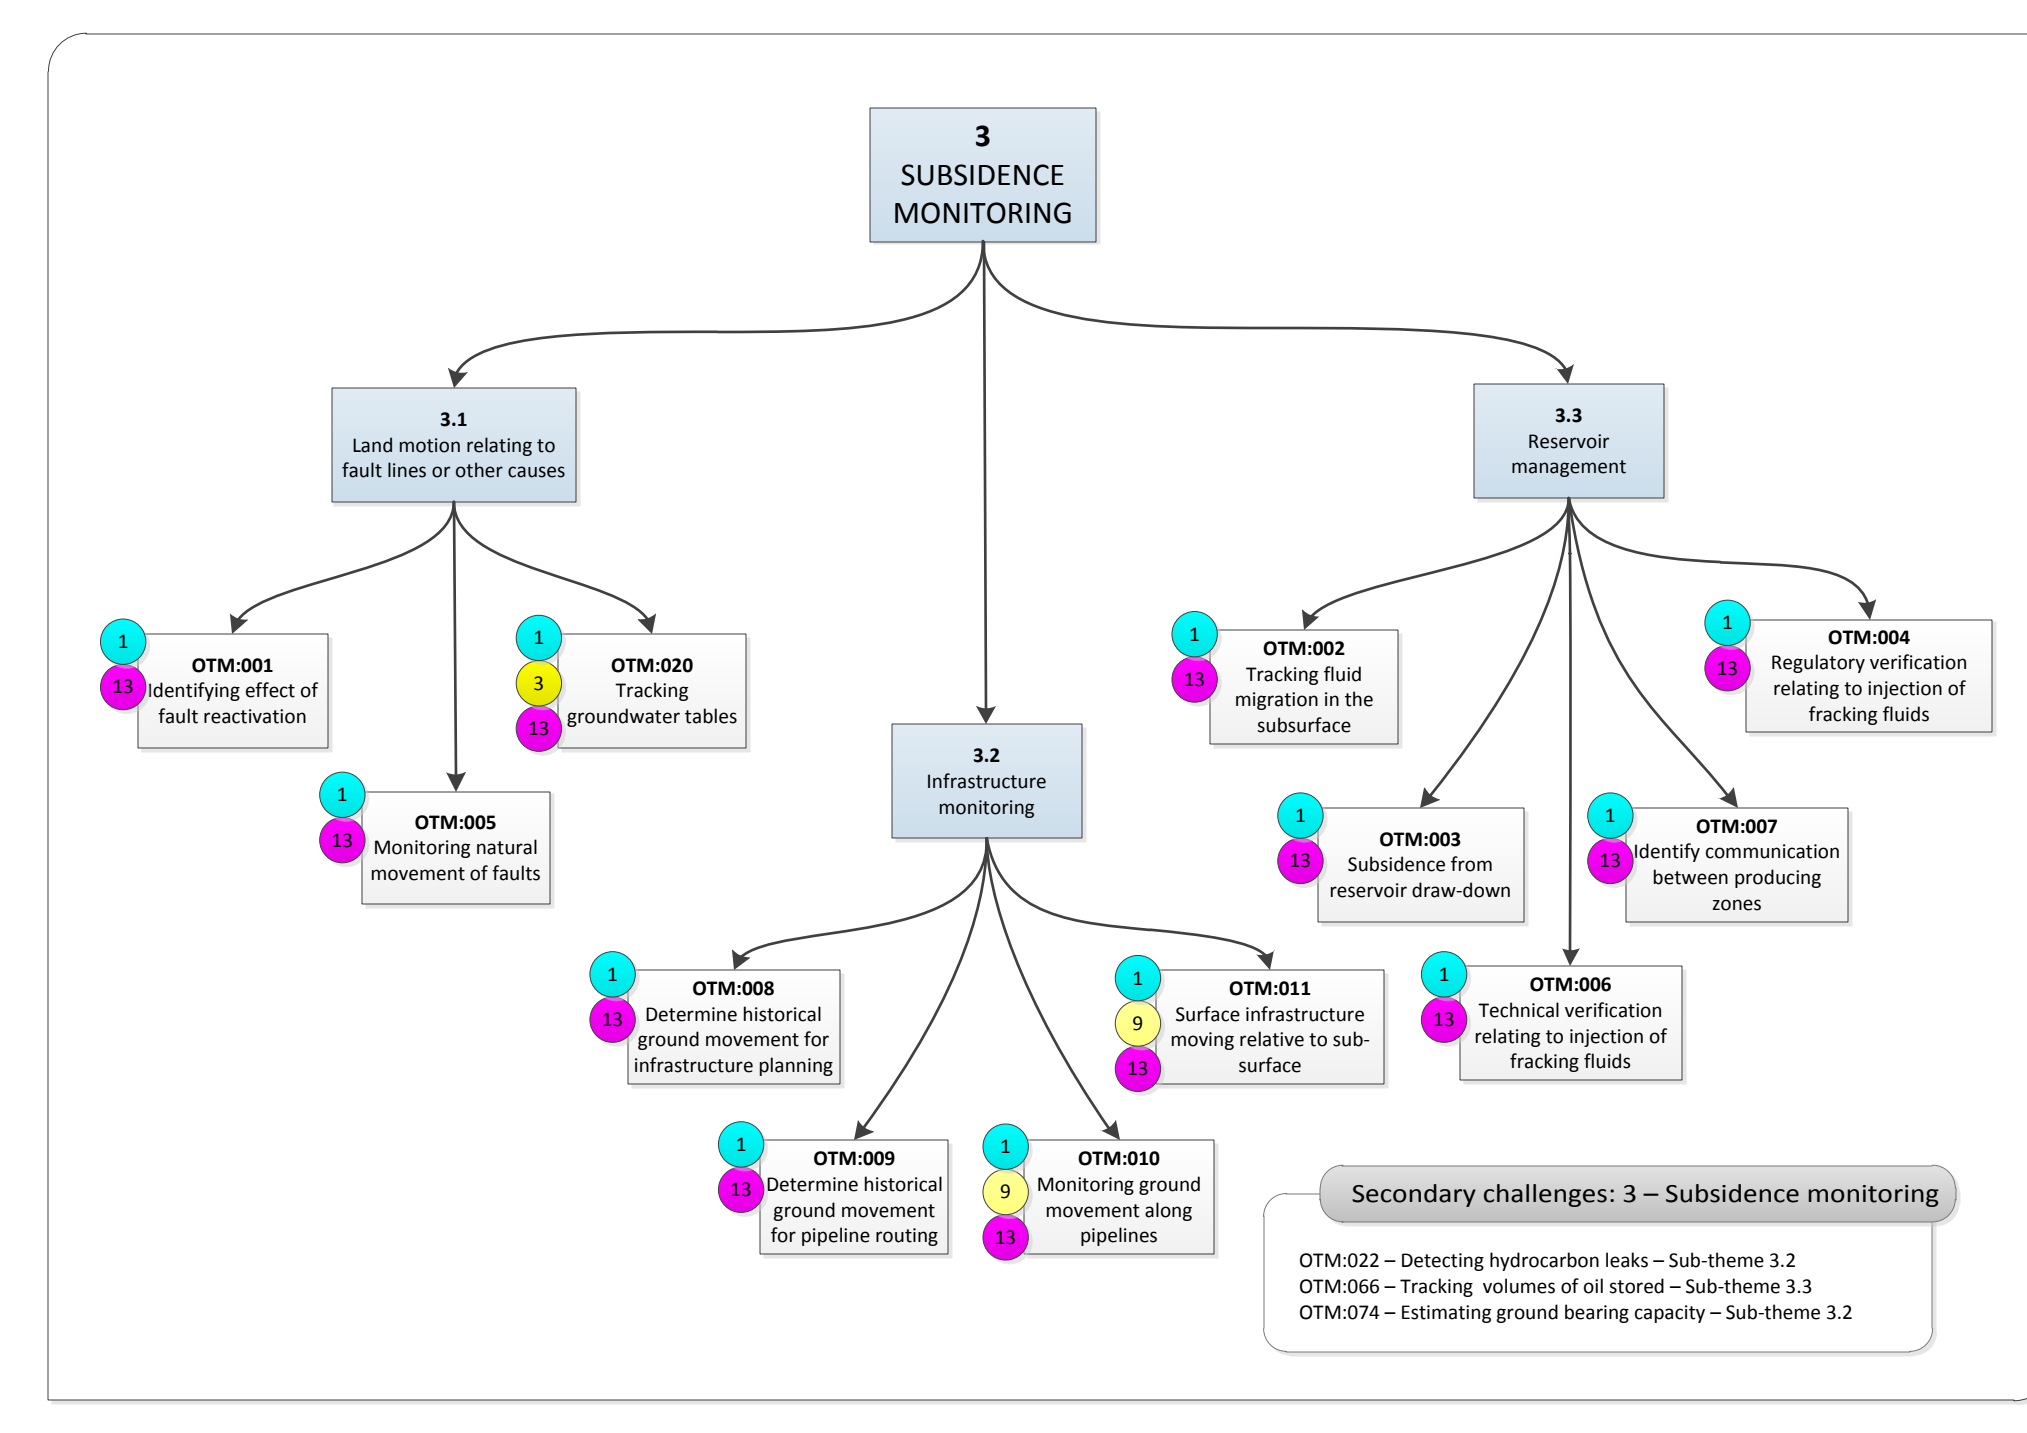 3
SUBSIDENCE
MONITORING
3.1
Land motion relating to
fault lines or other causes
3.3
Reservoir
management
1
13
OTM:001
Identifying effect of
fault reactivation
1
3
13
OTM:020
Tracking
groundwater tables
1
13
OTM:002
Tracking fluid
migration in the
subsurface
1
13
OTM:004
Regulatory verification
relating to injection of
fracking fluids
1
13
OTM:005
Monitoring natural
movement of faults
3.2
Infrastructure
monitoring
1
13
OTM:003
Subsidence from
reservoir draw-down
1
13
OTM:007
Identify communication
between producing
zones
1
13
OTM:008
Determine historical
ground movement for
infrastructure planning
1
9
13
OTM:011
Surface infrastructure
moving relative to sub-
surface
1
13
OTM:006
Technical verification
relating to injection of
fracking fluids
1
13
OTM:009
Determine historical
ground movement
for pipeline routing
1
9
13
OTM:010
Monitoring ground
movement along
pipelines
Secondary challenges: 3 – Subsidence monitoring
OTM:022 – Detecting hydrocarbon leaks – Sub-theme 3.2
OTM:066 – Tracking  volumes of oil stored – Sub-theme 3.3
OTM:074 – Estimating ground bearing capacity – Sub-theme 3.2